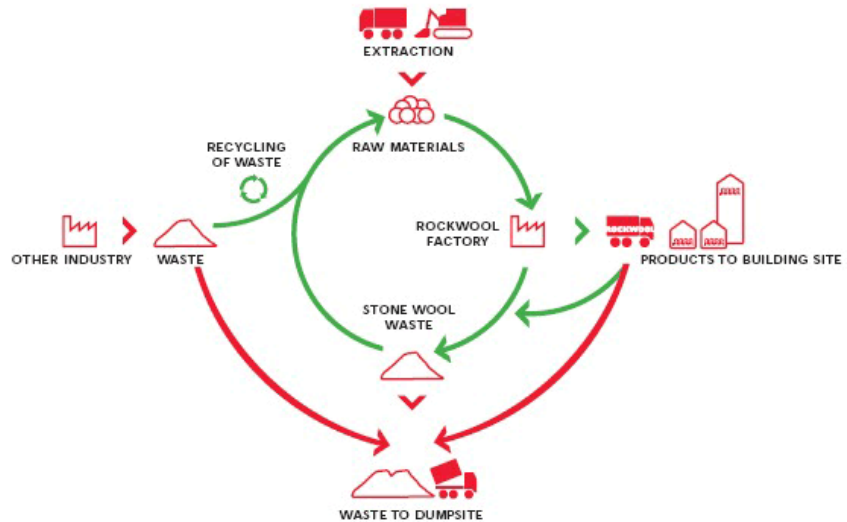 EXTRACTION
RAW MATERIALS
RECYCLING
OF WASTE
OTHER INDUSTRY
WASTE
ROCKWOOL
FACTORY
ROCKWOOL
PRODUCTS TO BUILDING SITE
STONE WOOL
WASTE
WASTE TO DUMPSITE